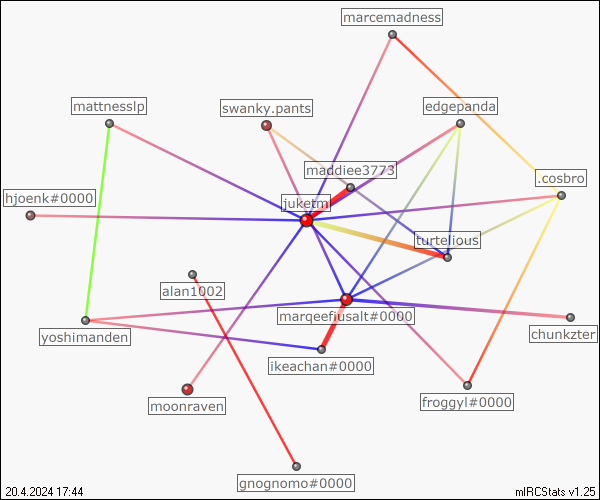 marcemadness
mattnesslp
swanky.pants
edgepanda
maddiee3773
.cosbro
hjoenk#0000
juketm
turtelious
alan1002
marqeefiusalt#0000
yoshimanden
chunkzter
ikeachan#0000
moonraven
froggyl#0000
gnognomo#0000
20.4.2024 17:44
mIRCStats v1.25